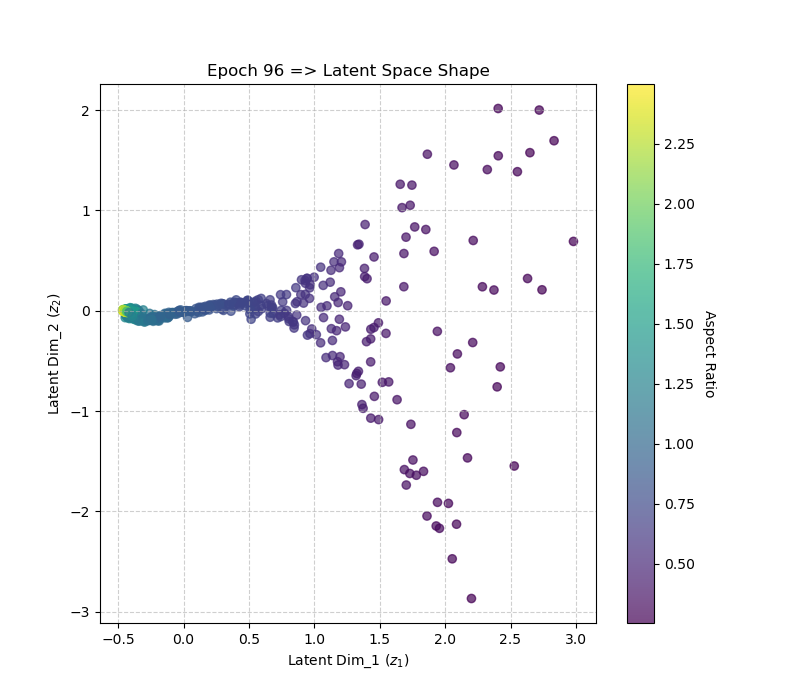 Epoch 96 => Latent Space Shape
2
1
0
−1
−2
−3
−0.5 0.0 0.5 1.0 1.5 2.0 2.5 3.0
Latent Dim_1 (z₁)
Latent Dim_2 (z₂)
2.25
2.00
1.75
1.50
1.25
1.00
0.75
0.50
Aspect Ratio